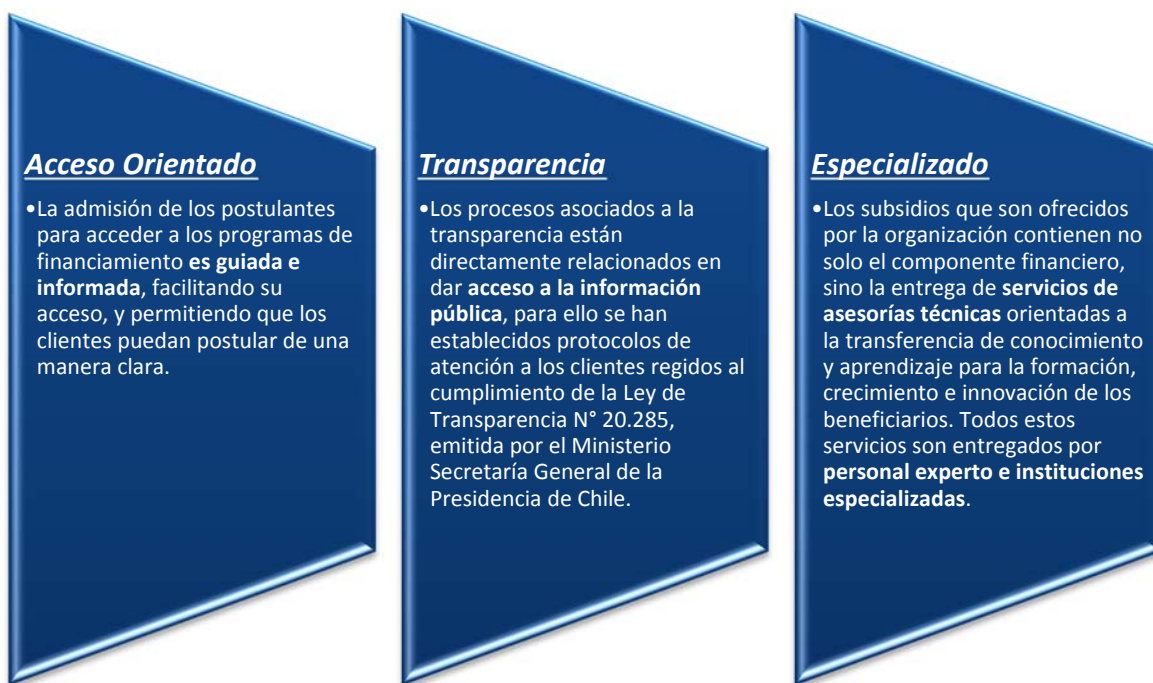 Acceso Orientado
•La admisión de los postulantes
para acceder a los programas de
financiamiento es guiada e
informada, facilitando su
acceso, y permitiendo que los
clientes puedan postular de una
manera clara.
Transparencia
•Los procesos asociados a la
transparencia están
directamente relacionados en
dar acceso a la información
pública, para ello se han
establecidos protocolos de
atención a los clientes regidos al
cumplimiento de la Ley de
Transparencia N° 20.285,
emitida por el Ministerio
Secretaría General de la
Presidencia de Chile.
Especializado
•Los subsidios que son ofrecidos
por la organización contienen no
solo el componente financiero,
sino la entrega de servicios de
asesorías técnicas orientadas a
la transferencia de conocimiento
y aprendizaje para la formación,
crecimiento e innovación de los
beneficiarios. Todos estos
servicios son entregados por
personal experto e instituciones
especializadas.